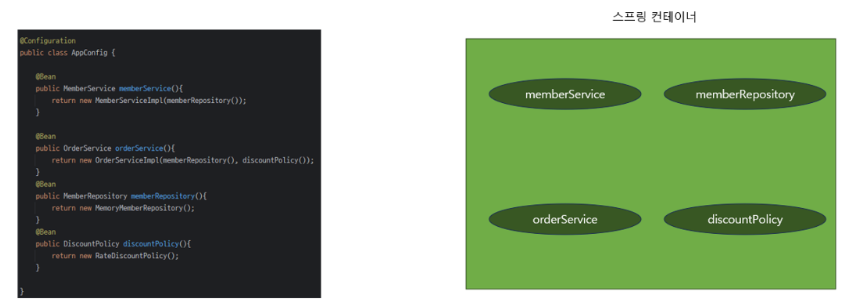 스프링 컨테이너
@Configuration
public class AppConfig {
@Bean
public MemberService memberService(){
return new MemberServiceImpl(memberRepository());
}
@Bean
public OrderService orderService(){
return new OrderServiceImpl(memberRepository(), discountPolicy());
}
@Bean
public MemberRepository memberRepository(){
return new MemoryMemberRepository();
}
@Bean
public DiscountPolicy discountPolicy(){
return new RateDiscountPolicy();
}
}
memberService
memberRepository
orderService
discountPolicy